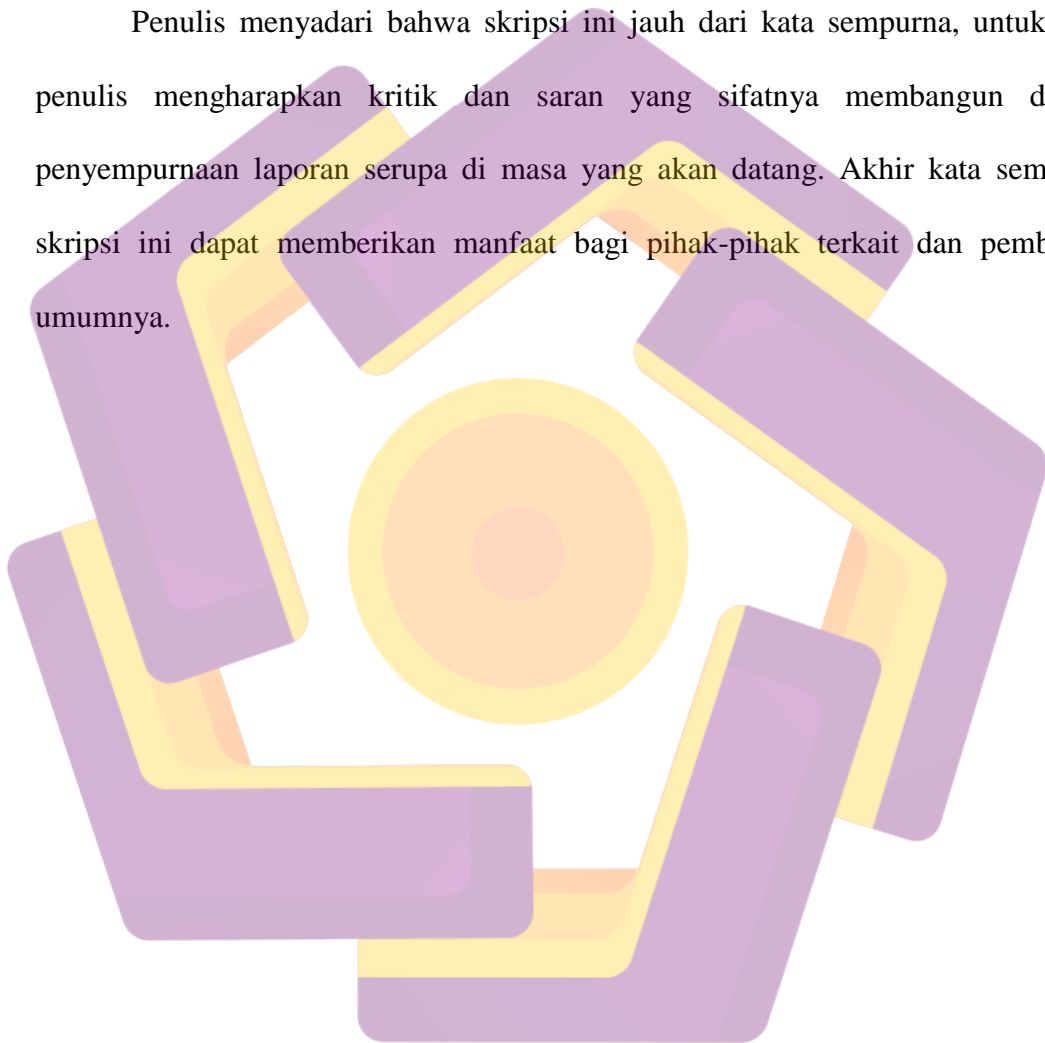 Penulis menyadari bahwa skripsi ini jauh dari kata sempurna, untuk
penulis mengharapkan kritik dan saran yang sifatnya membangun d
penyempurnaan laporan serupa di masa yang akan datang. Akhir kata sem
skripsi ini dapat memberikan manfaat bagi pihak-pihak terkait dan pemb
umumnya.